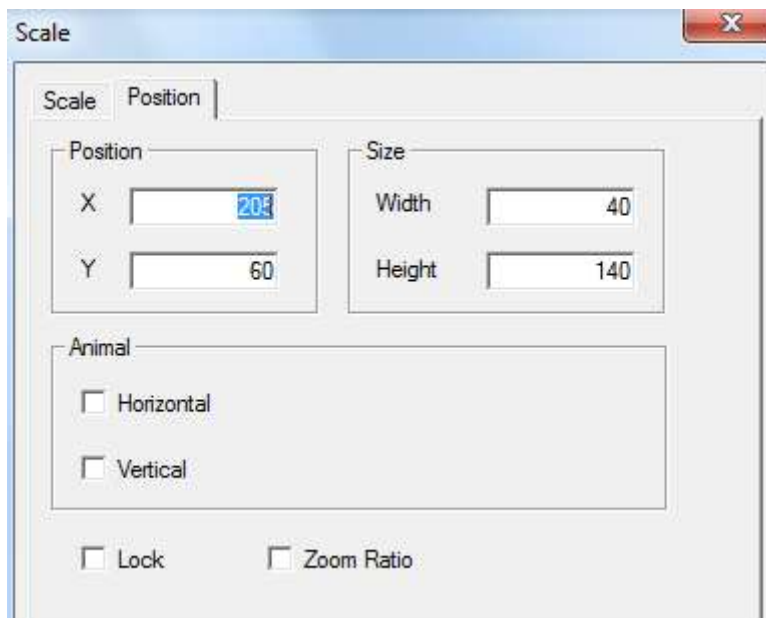 Scale
Scale Position
Position Size
X 205 Width 40
Y 60 Height 140
Animal
Horizontal
Vertical
Lock Zoom Ratio